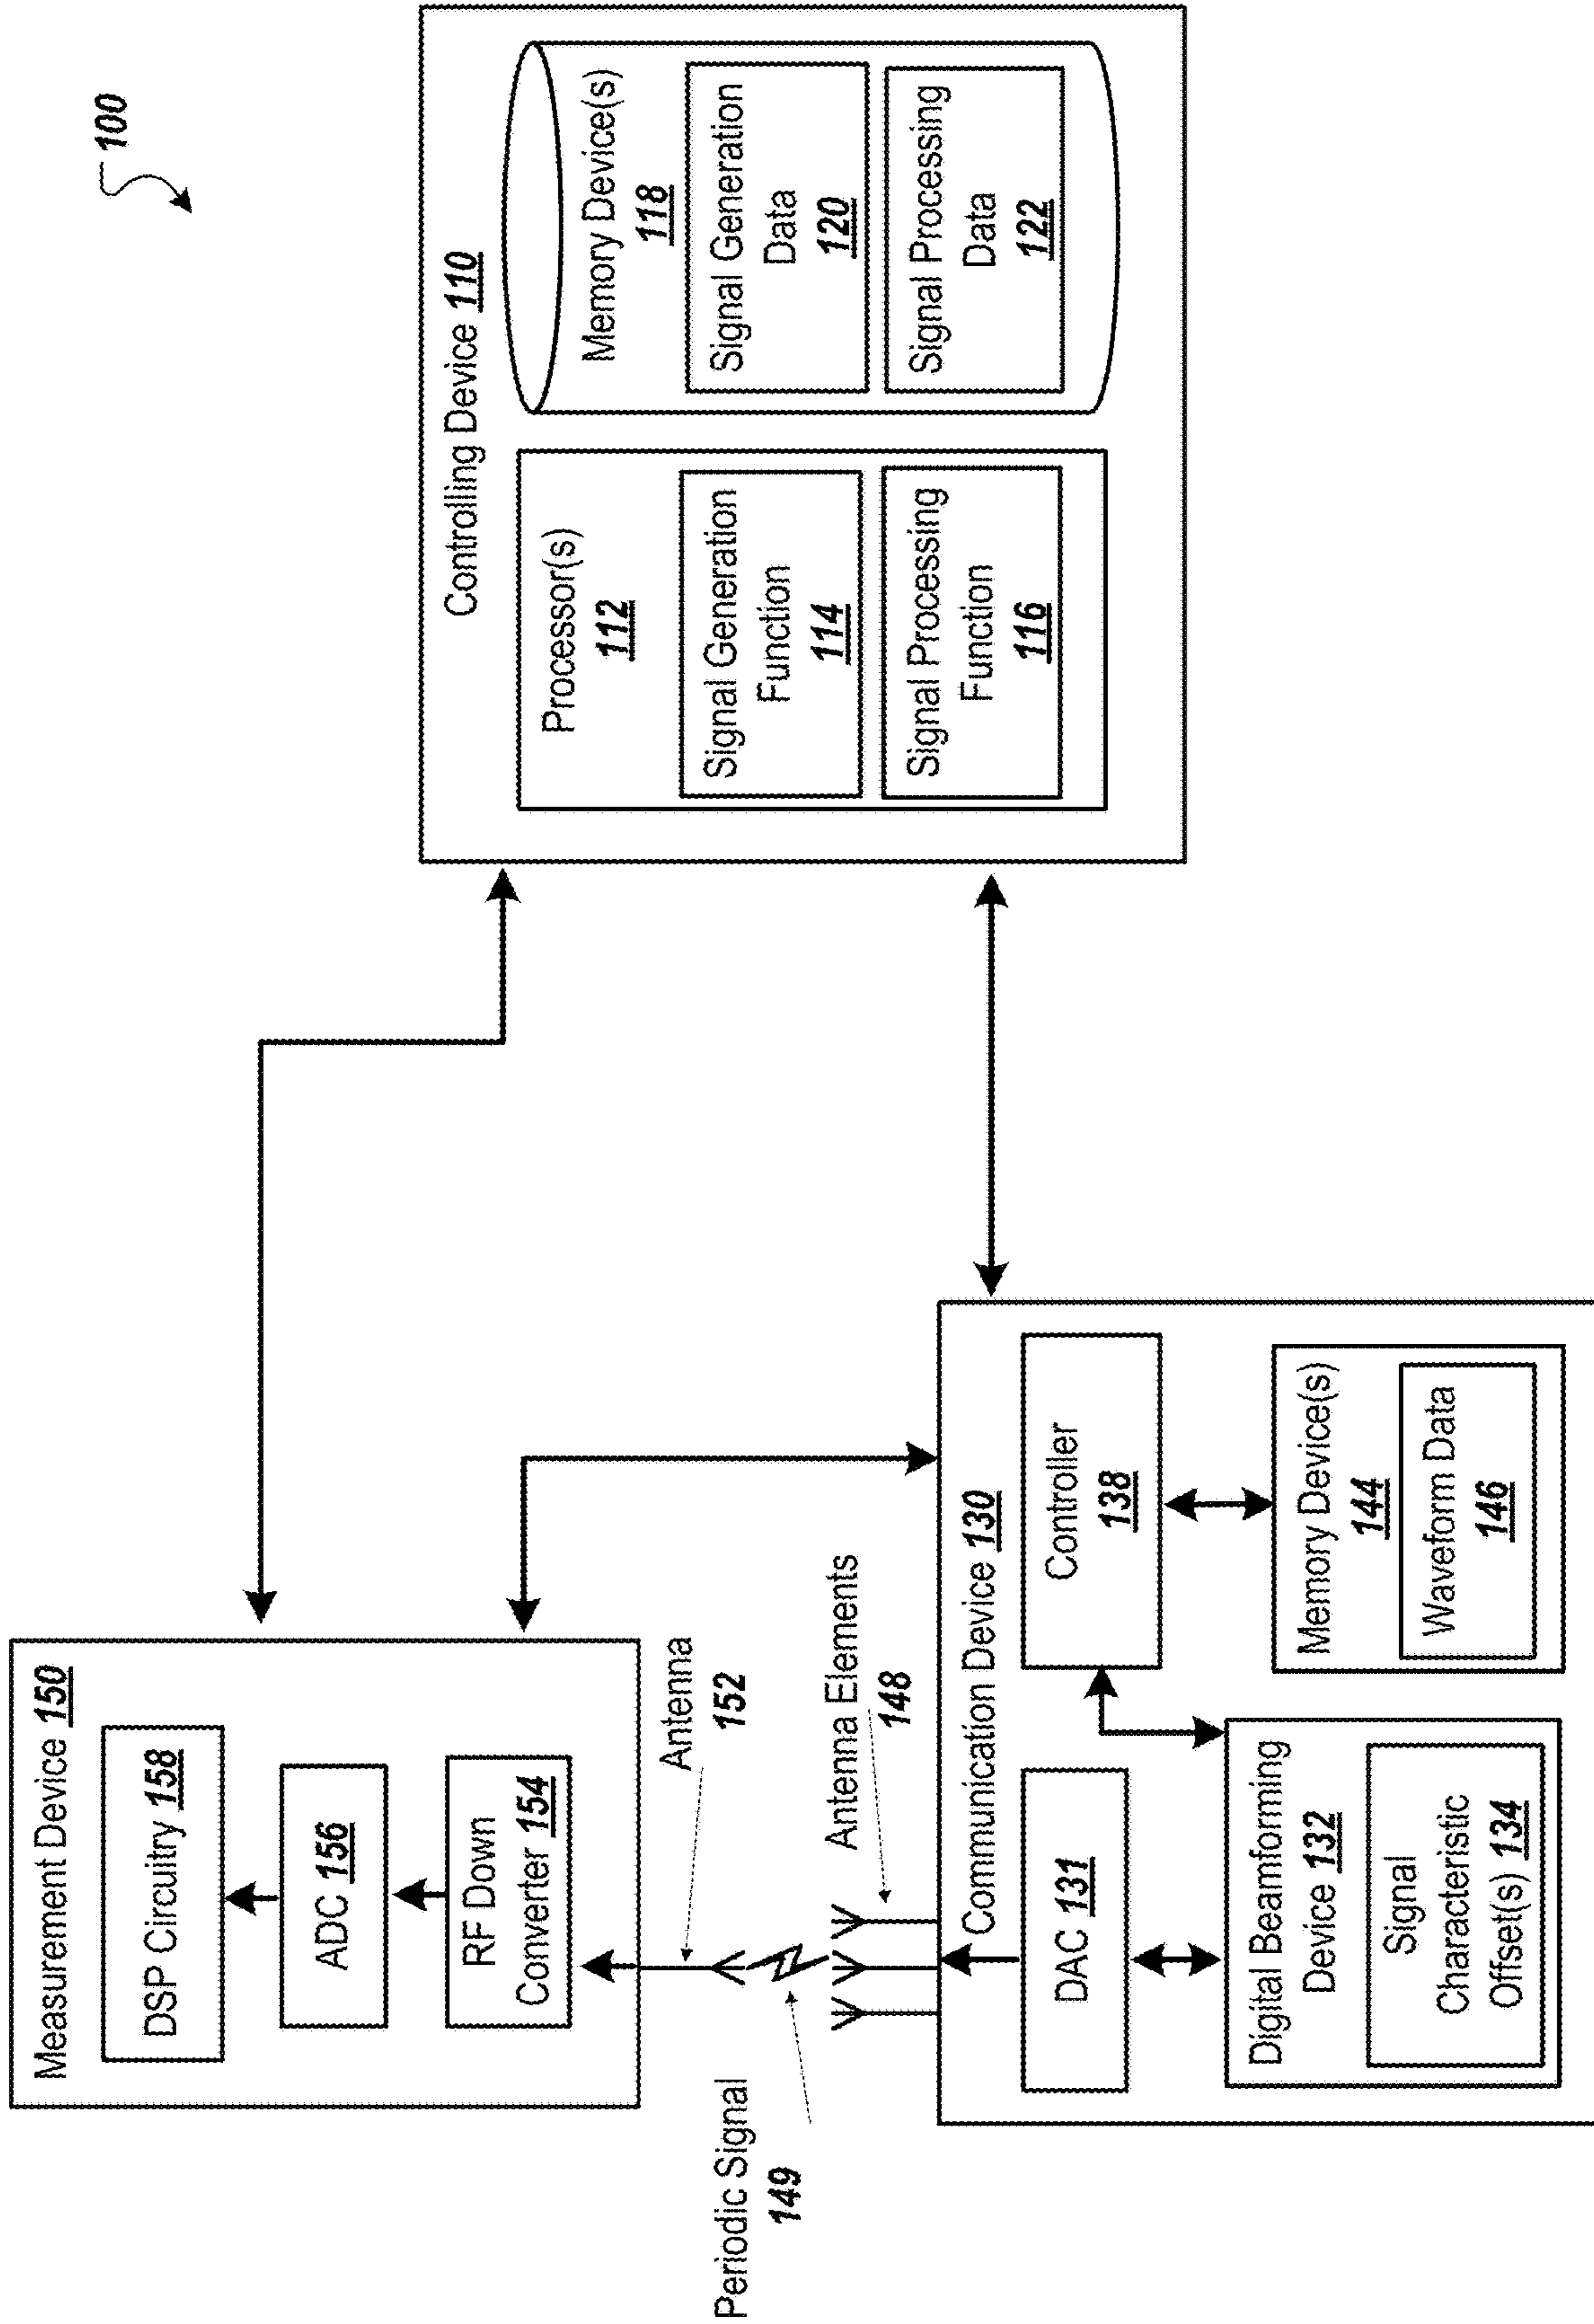 100
Controlling Device 110
Processor(s)
112
Signal Generation
Function
114
Signal Processing
Function
116
Memory Device(s)
118
Signal Generation
Data
120
Signal Processing
Data
122
Measurement Device 150
DSP Circuitry 158
ADC 156
RF Down
Converter 154
Antenna
152
Periodic Signal
149
Antenna Elements
148
Communication Device 130
DAC 131
Controller
138
Digital Beamforming
Device 132
Signal
Characteristic
Offset(s) 134
Memory Device(s)
144
Waveform Data
146